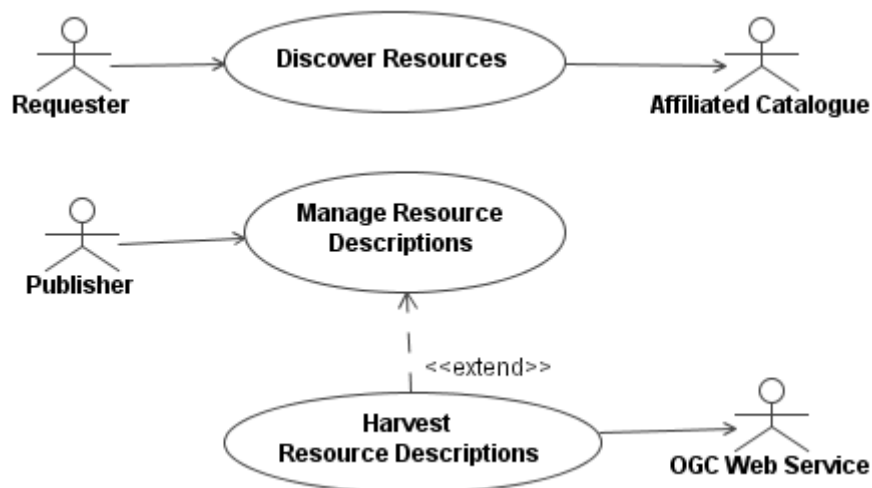 Discover Resources
Requester
Affiliated Catalogue
Manage Resource
Descriptions
Publisher
<<extend>>
Harvest
Resource Descriptions
OGC Web Service